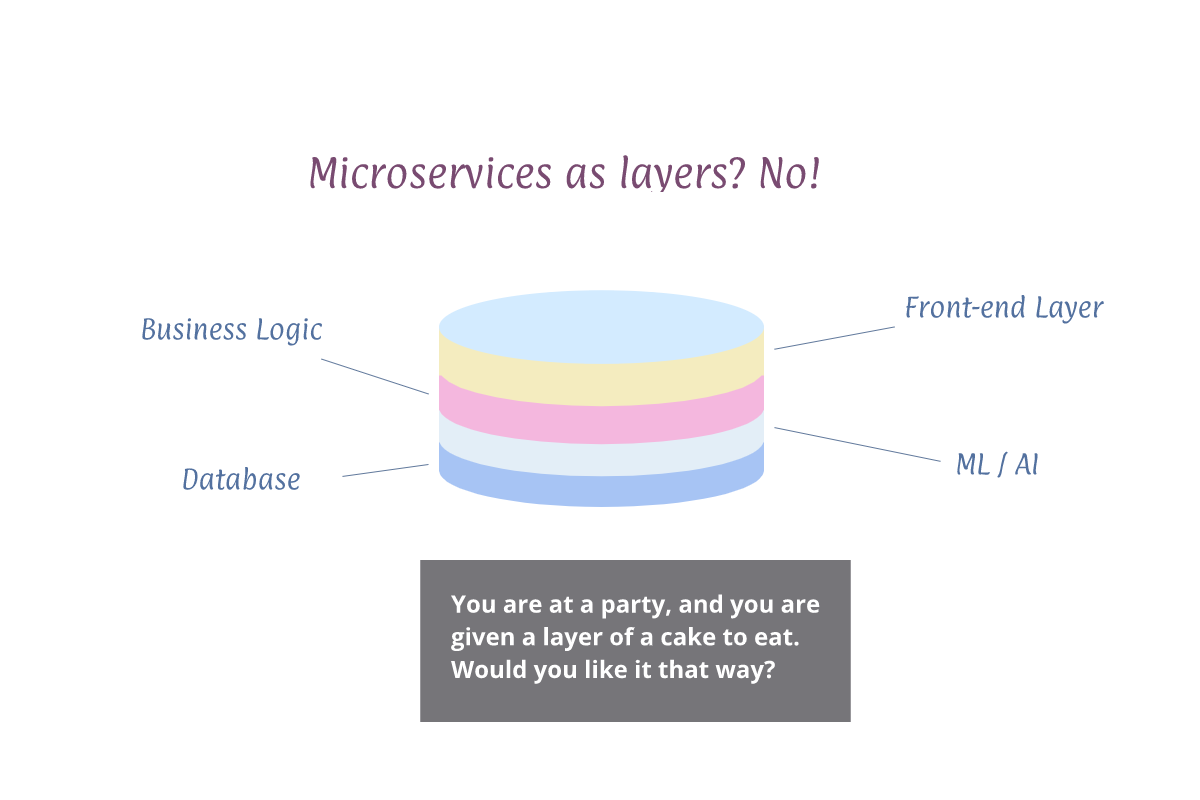 Microservices as layers? No!
Front-end Layer
Business Logic
ML / AI
Database
You are at a party, and you are
given a layer of a cake to eat.
Would you like it that way?